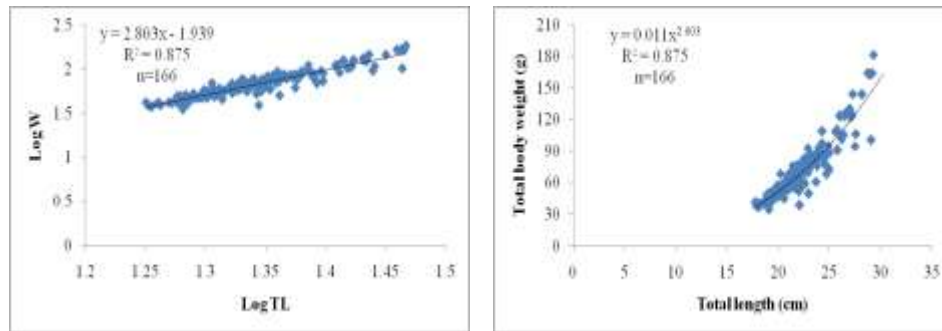 y = 2.803x - 1.939
R² = 0.875
n=166
2.5
2
1.5
1
0.5
0
1.2 1.25 1.3 1.35 1.4 1.45 1.5
Log W
Log TL
y = 0.011x^2.803
R² = 0.875
n=166
210
180
150
120
90
60
30
0
0 5 10 15 20 25 30 35
Total body weight (g)
Total length (cm)